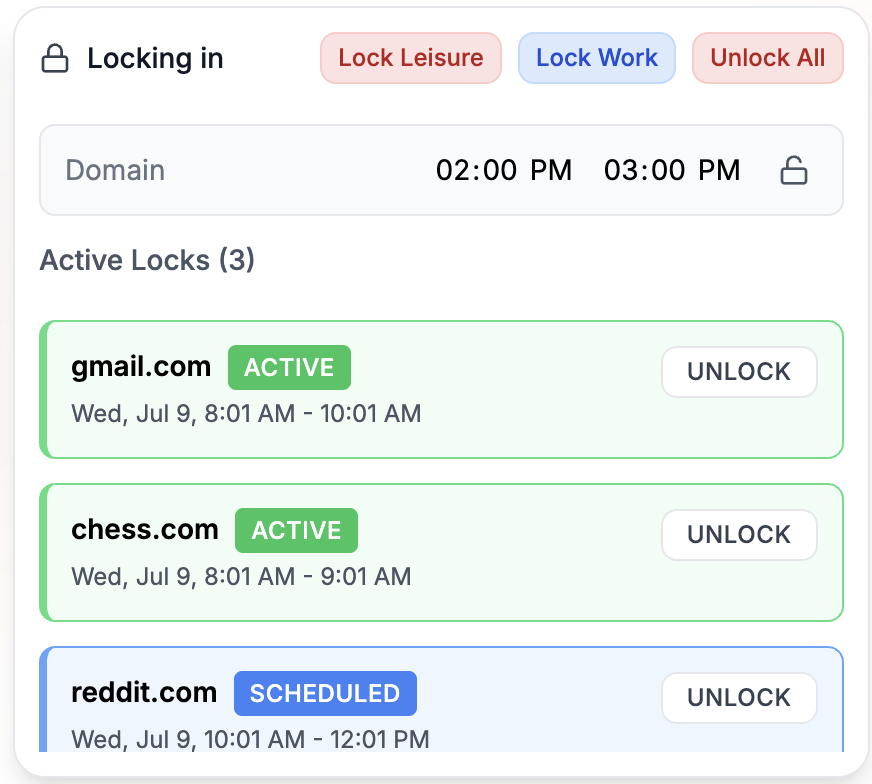 Locking in Lock Leisure Lock Work Unlock All
Domain 02:00 PM 03:00 PM
Active Locks (3)
gmail.com ACTIVE UNLOCK
Wed, Jul 9, 8:01 AM - 10:01 AM
chess.com ACTIVE UNLOCK
Wed, Jul 9, 8:01 AM - 9:01 AM
reddit.com SCHEDULED UNLOCK
Wed, Jul 9, 10:01 AM - 12:01 PM